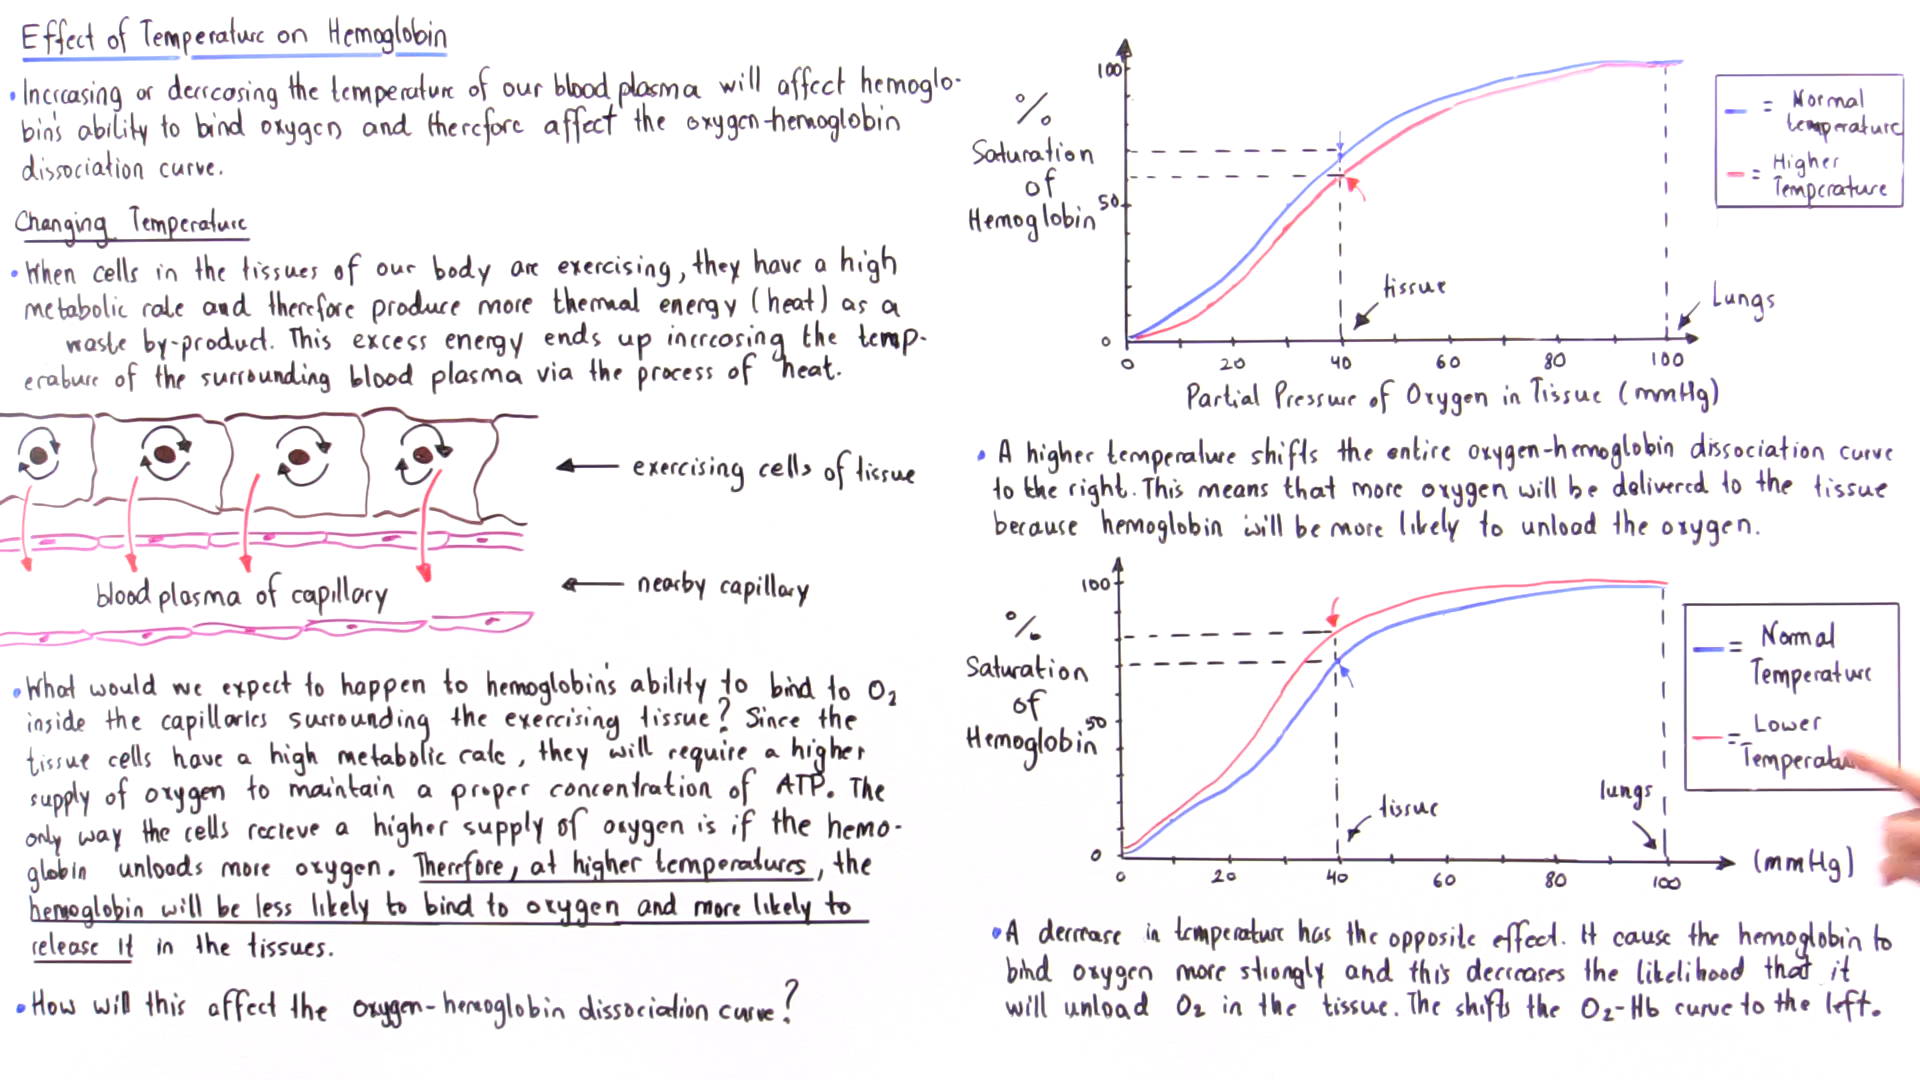 Effect of Temperature on Hemoglobin
• Increasing or decreasing the temperature of our blood plasma will affect hemoglo-
bin's ability to bind oxygen and therefore affect the oxygen-hemoglobin
dissociation curve.
Changing Temperature
• When cells in the tissues of our body are exercising, they have a high
metabolic rate and therefore produce more thermal energy (heat) as a
waste by-product. This excess energy ends up increasing the temp-
erature of the surrounding blood plasma via the process of heat.
exercising cells of tissue
nearby capillary
blood plasma of capillary
• What would we expect to happen to hemoglobin's ability to bind to O₂
inside the capillaries surrounding the exercising tissue? Since the
tissue cells have a high metabolic rate, they will require a higher
supply of oxygen to maintain a proper concentration of ATP. The
only way the cells recieve a higher supply of oxygen is if the hemo-
globin unloads more oxygen. Therefore, at higher temperatures, the
hemoglobin will be less likely to bind to oxygen and more likely to
release it in the tissues.
• How will this affect the oxygen-hemoglobin dissociation curve?
%
Saturation
of
Hemoglobin
100
50
0
0 20 40 60 80 100
tissue
Lungs
Partial Pressure of Oxygen in Tissue (mmHg)
= Normal
temperature
= Higher
Temperature
• A higher temperature shifts the entire oxygen-hemoglobin dissociation curve
to the right. This means that more oxygen will be delivered to the tissue
because hemoglobin will be more likely to unload the oxygen.
%
Saturation
of
Hemoglobin
100
50
0
0 20 40 60 80 100
tissue
lungs
(mmHg)
= Normal
Temperature
= Lower
• A decrease in temperature has the opposite effect. It cause the hemoglobin to
bind oxygen more strongly and this decreases the likelihood that it
will unload O₂ in the tissue. The shifts the O₂-Hb curve to the left.